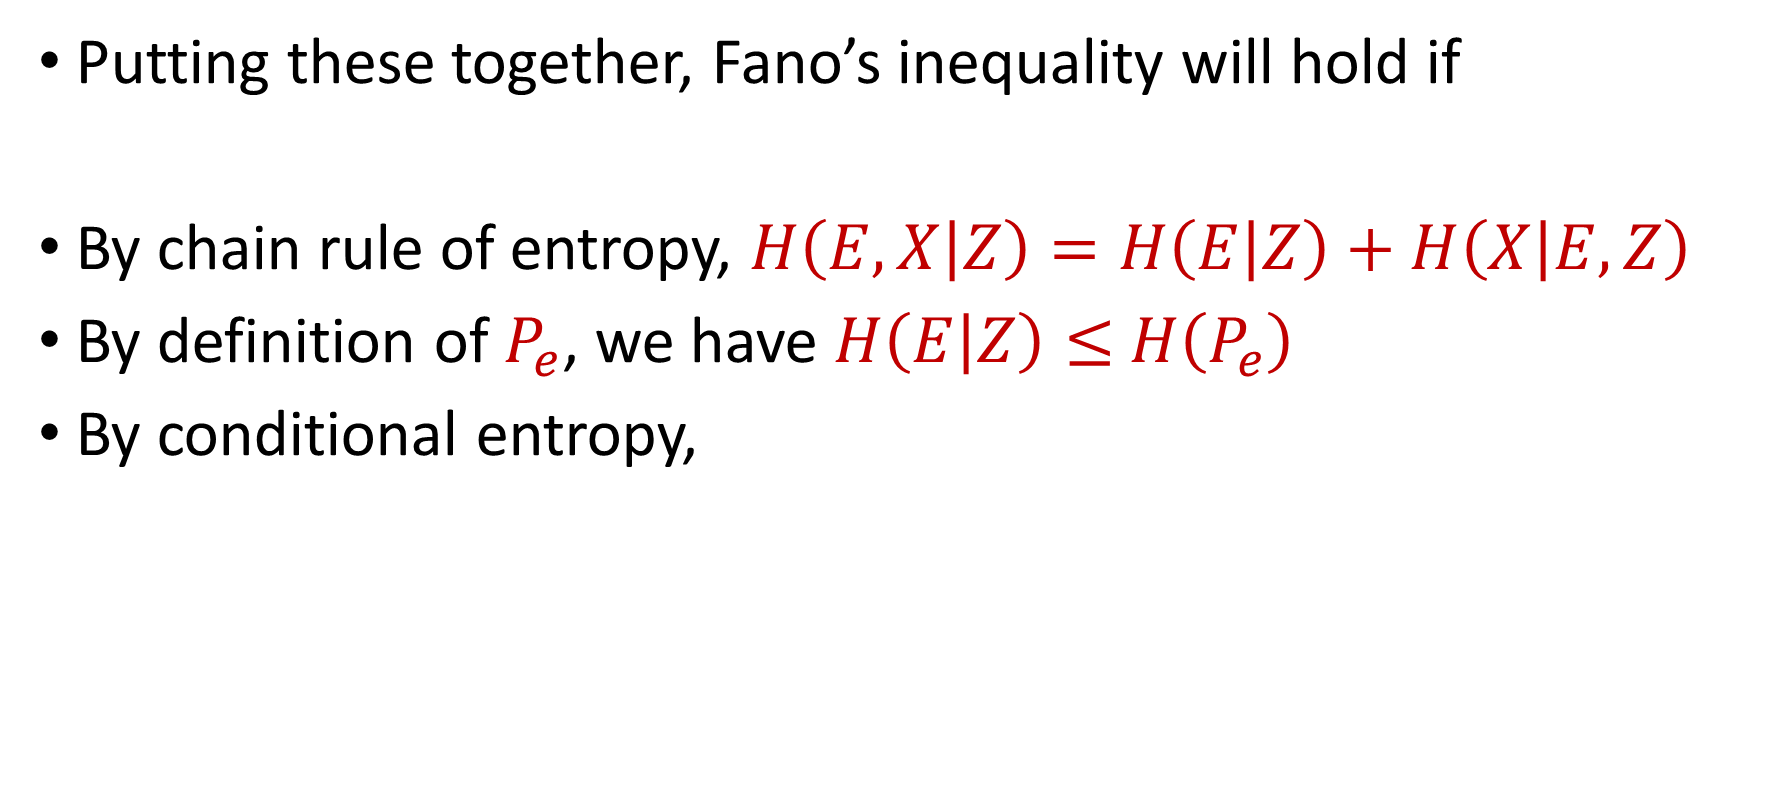 • Putting these together, Fano’s inequality will hold if
• By chain rule of entropy, 𝐻(𝐸, 𝑋|𝑍) = 𝐻(𝐸|𝑍) + 𝐻(𝑋|𝐸, 𝑍)
• By definition of 𝑃ₑ, we have 𝐻(𝐸|𝑍) ≤ 𝐻(𝑃ₑ)
• By conditional entropy,